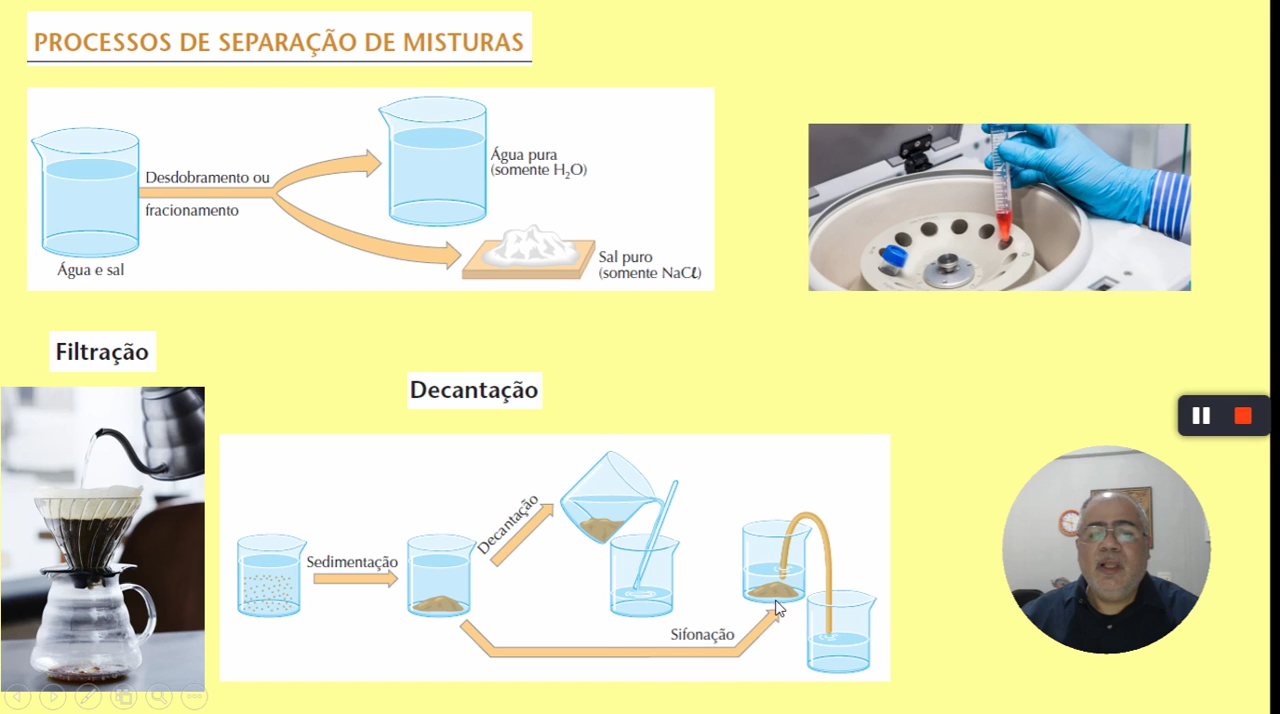 PROCESSOS DE SEPARAÇÃO DE MISTURAS
Desdobramento ou
fracionamento
Água e sal
Água pura
(somente H₂O)
Sal puro
(somente NaCℓ)
Filtração
Decantação
Sedimentação
Decantação
Sifonação